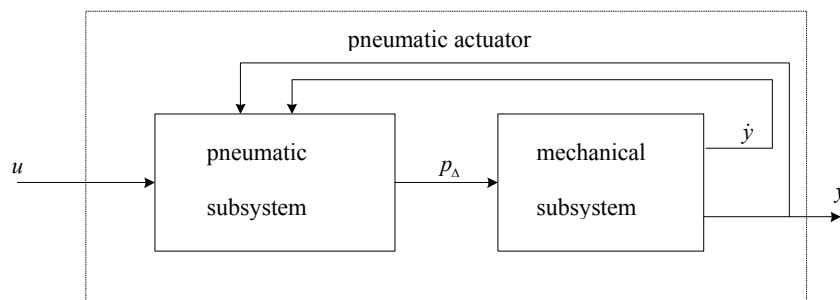 pneumatic actuator
pneumatic
subsystem
mechanical
subsystem
u
p_Δ
ẏ
y